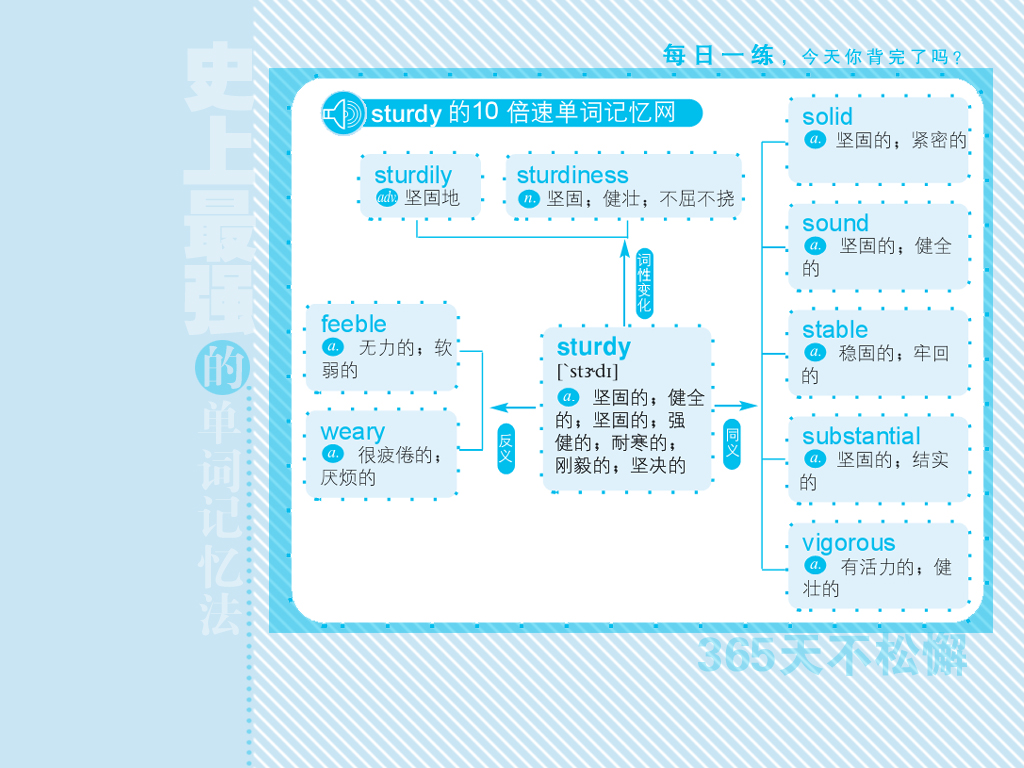 每日一练，今天你背完了吗?
史上最强的单词记忆法
sturdy 的10 倍速单词记忆网
sturdily
adv. 坚固地
sturdiness
n. 坚固；健壮；不屈不挠
词性变化
feeble
a. 无力的；软
弱的
weary
a. 很疲倦的；
厌烦的
反义
sturdy
[`stɝdɪ]
a. 坚固的；健全
的；坚固的；强
健的；耐寒的；
刚毅的；坚决的
同义
solid
a. 坚固的；紧密的
sound
a. 坚固的；健全
的
stable
a. 稳固的；牢回
的
substantial
a. 坚固的；结实
的
vigorous
a. 有活力的；健
壮的
365天不松懈